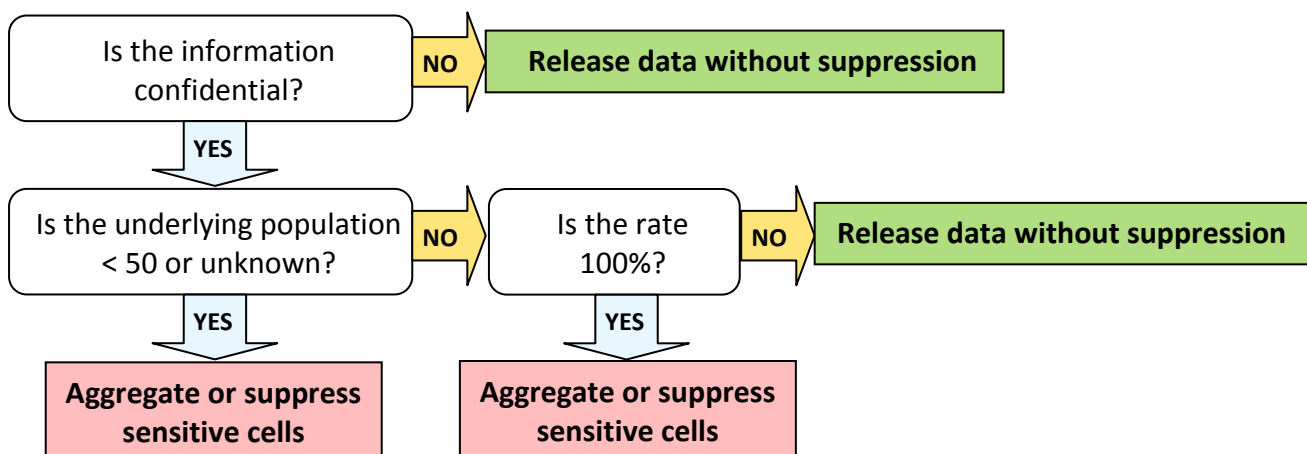 Is the information
confidential?
NO
Release data without suppression
YES
Is the underlying population
< 50 or unknown?
NO
Is the rate
100%?
NO
Release data without suppression
YES
YES
Aggregate or suppress
sensitive cells
Aggregate or suppress
sensitive cells